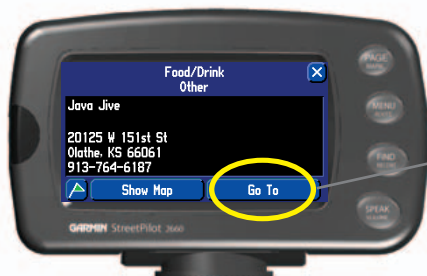 Food/Drink
Other
Java Jive
20125 W 151st St
Olathe, KS 66061
913-764-6187
Show Map
Go To
PAGE
MENU
FIND
SPEAK
GARMIN StreetPilot 2660